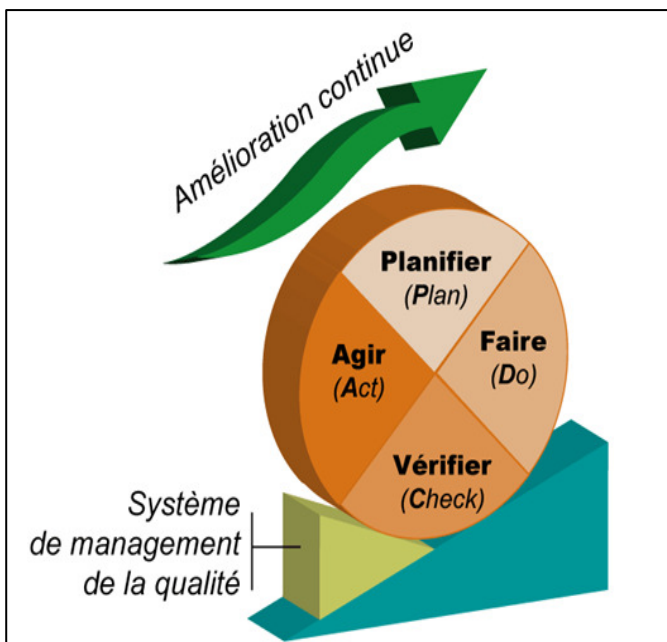 Amélioration continue
Planifier
(Plan)
Faire
(Do)
Agir
(Act)
Vérifier
(Check)
Système
de management
de la qualité